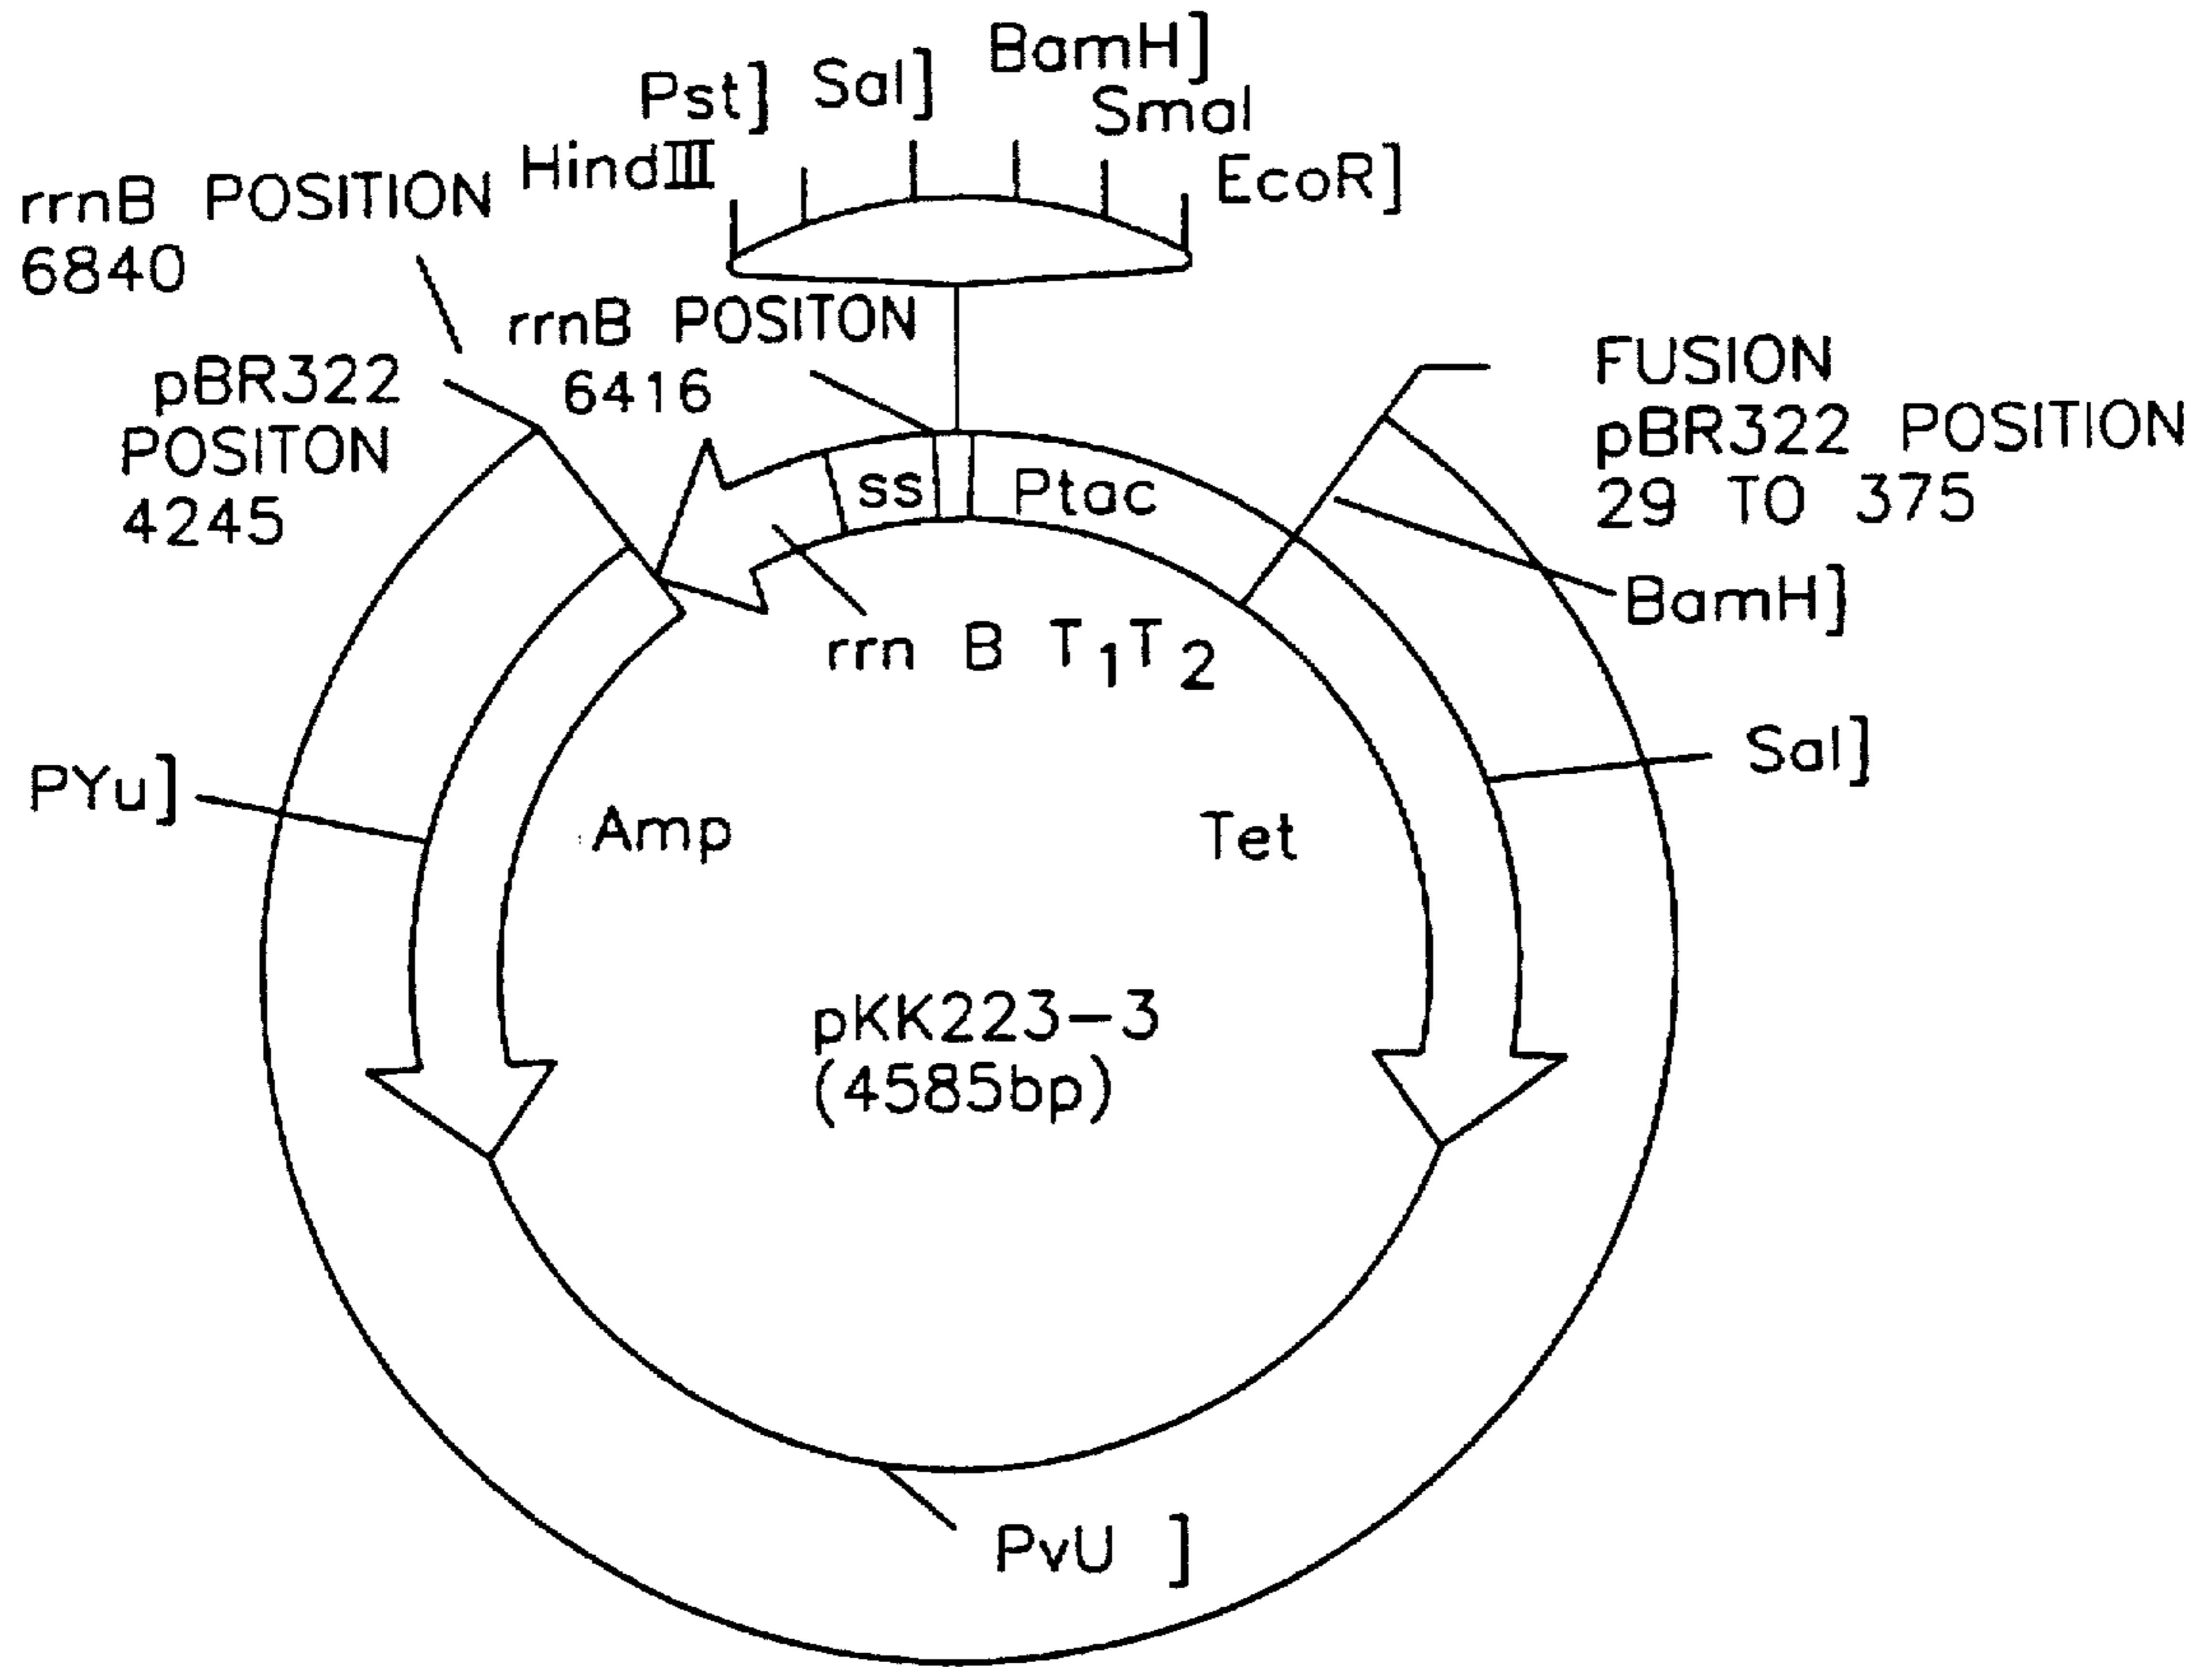 BamH]
Pst] Sal]
SmaI
HindIII
EcoR]
rrnB POSITION
6840
rrnB POSITON
6416
pBR322
POSITON
4245
FUSION
pBR322 POSITION
29 TO 375
ss Ptac
BamH]
rrn B T1T2
Sal]
PYu]
Amp
Tet
pKK223-3
(4585bp)
PvU ]